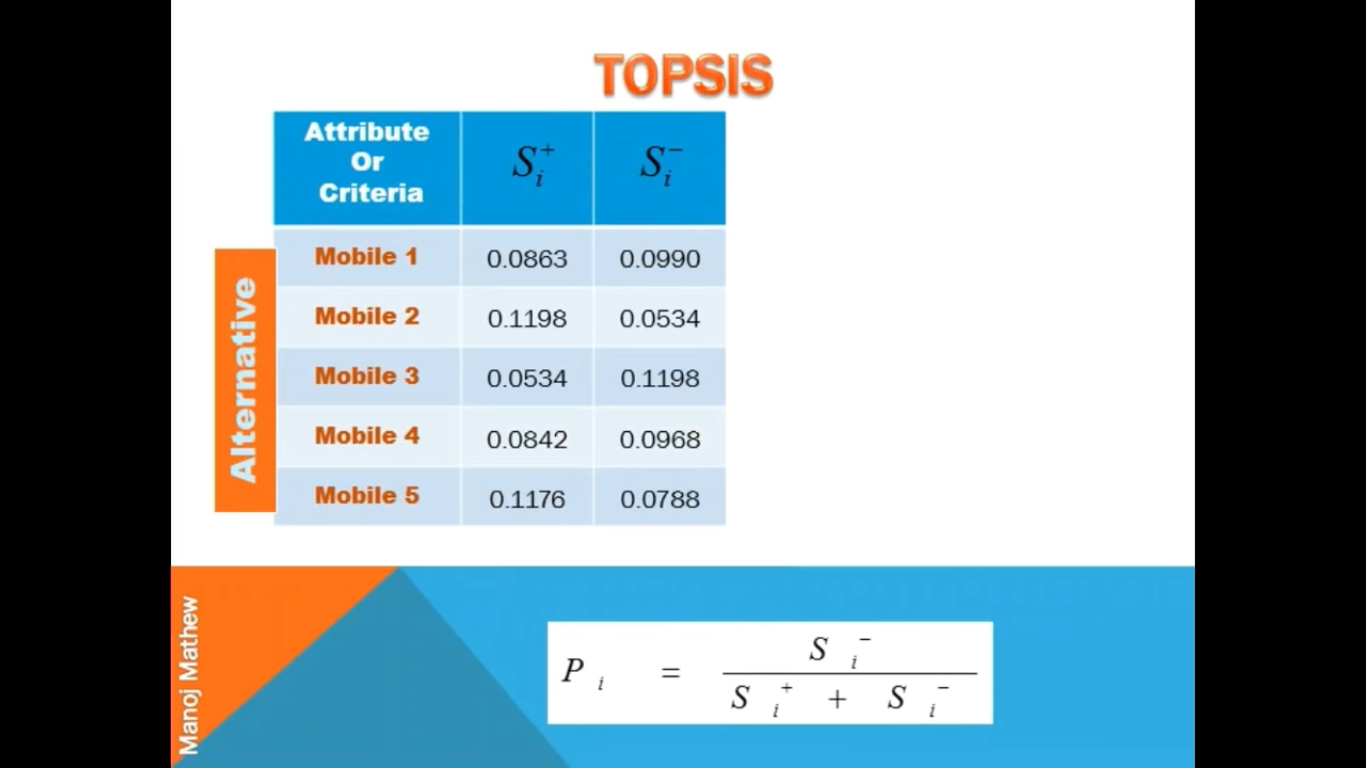 TOPSIS
Attribute Or Criteria S_i^+ S_i^-
Alternative
Mobile 1 0.0863 0.0990
Mobile 2 0.1198 0.0534
Mobile 3 0.0534 0.1198
Mobile 4 0.0842 0.0968
Mobile 5 0.1176 0.0788
Manoj Mathew
P_i = S_i^- / (S_i^+ + S_i^-)